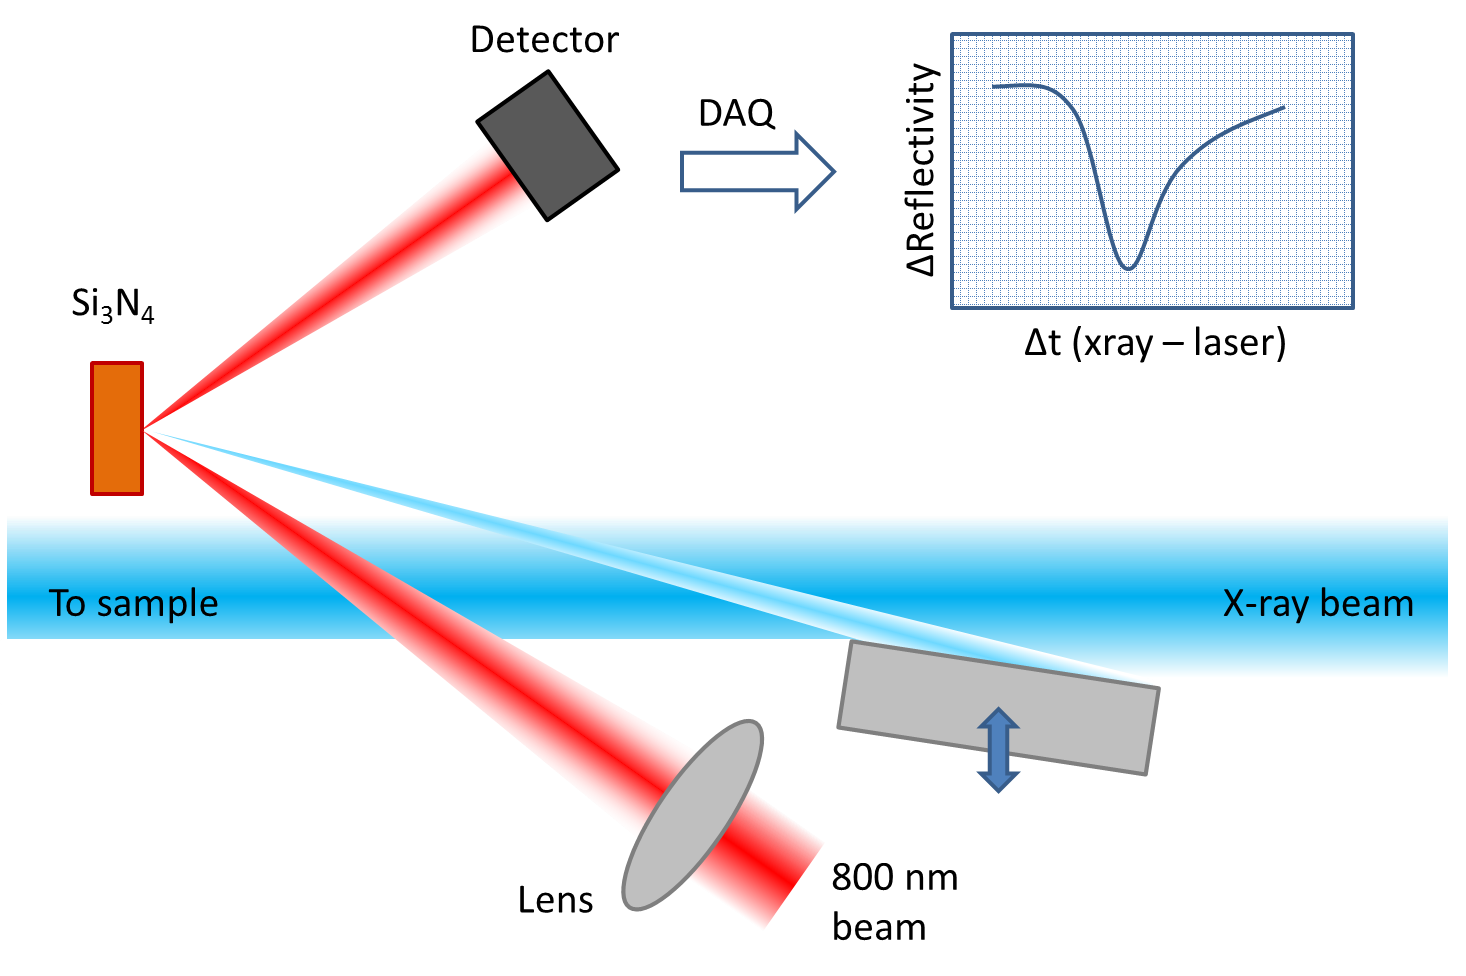 Detector
DAQ
ΔReflectivity
Δt (xray – laser)
Si₃N₄
To sample
X-ray beam
Lens
800 nm
beam